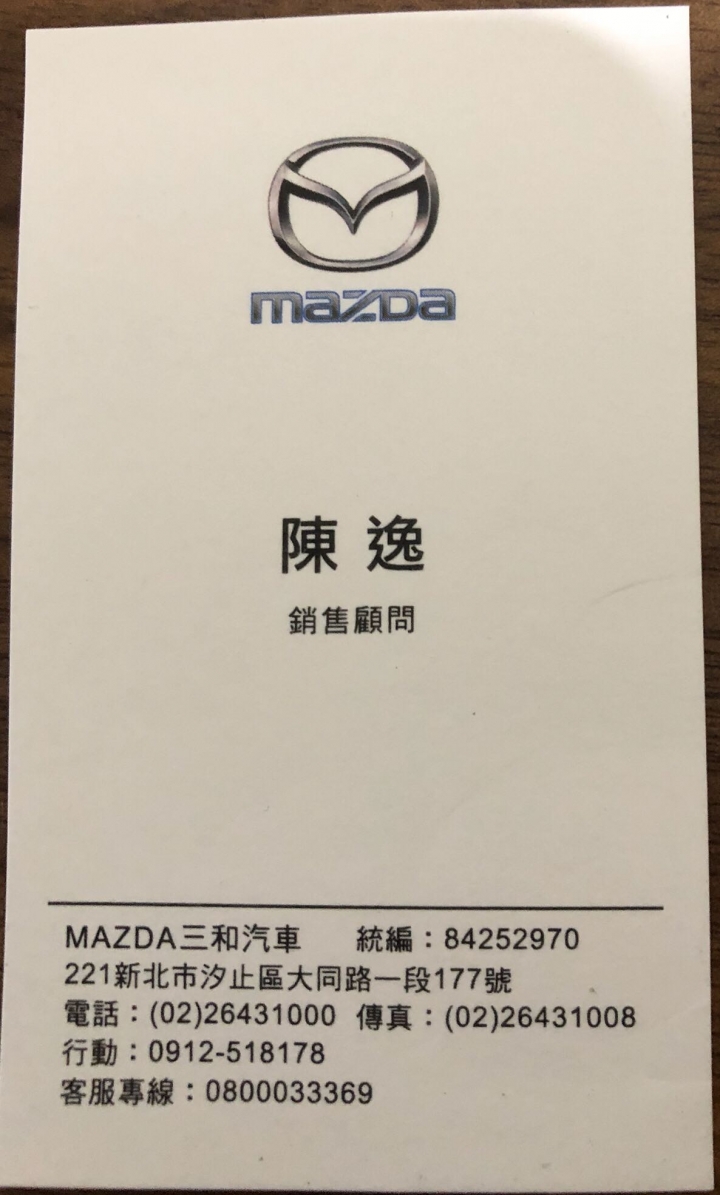 mazda
陳 逸
銷售顧問
MAZDA三和汽車 統編：84252970
221新北市汐止區大同路一段177號
電話：(02)26431000 傳真：(02)26431008
行動：0912-518178
客服專線：0800033369